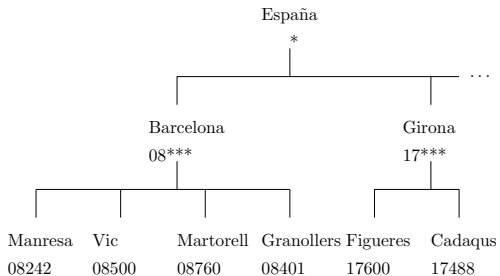 España
*
...
Barcelona Girona
08*** 17***
Manresa Vic Martorell Granollers Figueres Cadaqus
08242 08500 08760 08401 17600 17488